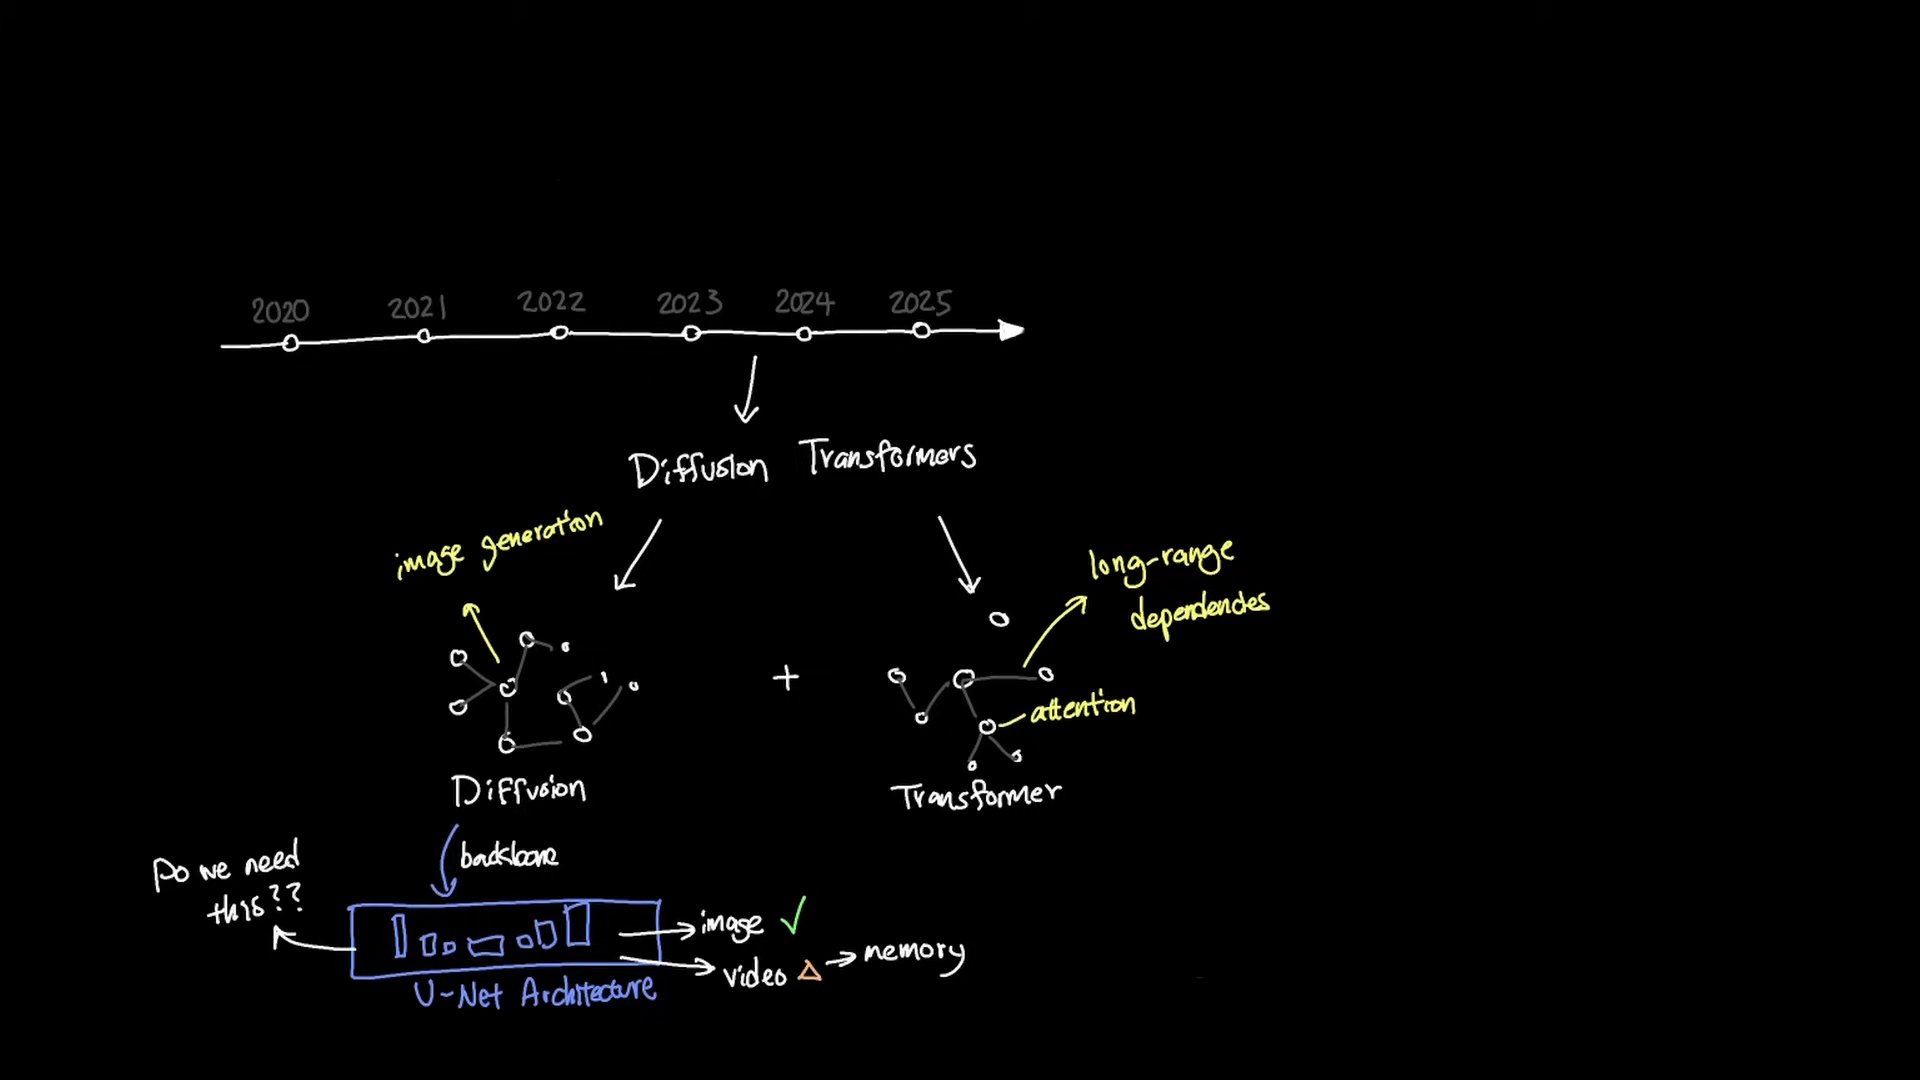 2020 2021 2022 2023 2024 2025
Diffusion Transformers
image generation
long-range
dependencies
+
attention
Diffusion
Transformer
backbone
Do we need
this??
image ✓
video △ → memory
U-Net Architecture